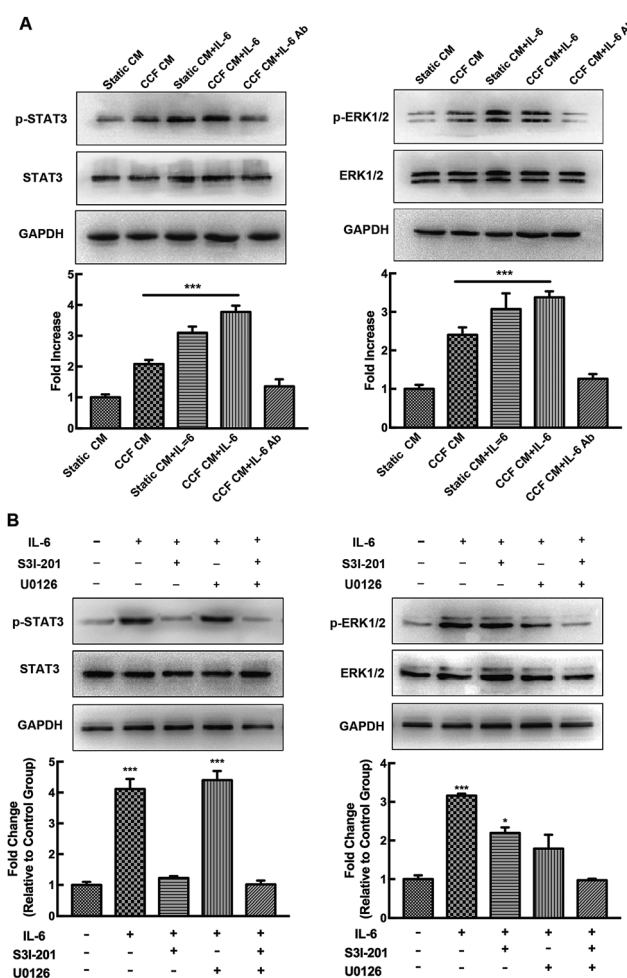 A
Static CM CCF CM Static CM+IL-6 CCF CM+IL-6 CCF CM+IL-6 Ab
p-STAT3
STAT3
GAPDH
5
4
3
2
1
0
Fold Increase
***
Static CM CCF CM Static CM+IL=6 CCF CM+IL-6 CCF CM+IL-6 Ab
Static CM CCF CM Static CM+IL-6 CCF CM+IL-6 CCF CM+IL-6 Ab
p-ERK1/2
ERK1/2
GAPDH
4
3
2
1
0
Fold Increase
***
Static CM CCF CM Static CM+IL-6 CCF CM+IL-6 CCF CM+IL-6 Ab
B
IL-6 – + + + +
S3I-201 – – + – +
U0126 – – – + +
p-STAT3
STAT3
GAPDH
5
4
3
2
1
0
Fold Change
(Relative to Control Group)
*** ***
IL-6 – + + + +
S3I-201 – – + – +
U0126 – – – + +
IL-6 – + + + +
S3I-201 – – + – +
U0126 – – – + +
p-ERK1/2
ERK1/2
GAPDH
4
3
2
1
0
Fold Change
(Relative to Control Group)
*** *
IL-6 – + + + +
S3I-201 – – + – +
U0126 – – – + +